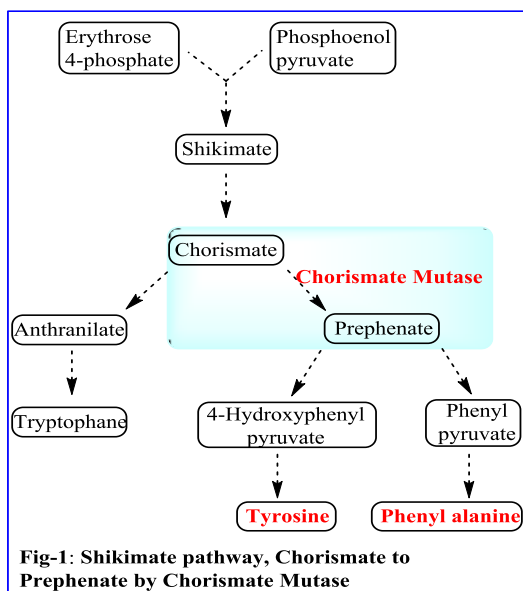 Erythrose
4-phosphate
Phosphoenol
pyruvate
Shikimate
Chorismate
Chorismate Mutase
Anthranilate
Prephenate
Tryptophane
4-Hydroxyphenyl
pyruvate
Phenyl
pyruvate
Tyrosine
Phenyl alanine
Fig-1: Shikimate pathway, Chorismate to
Prephenate by Chorismate Mutase